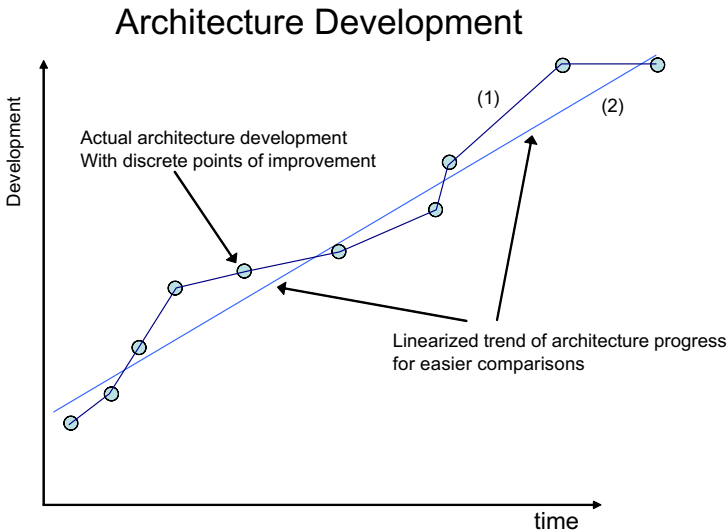 Architecture Development
Development
(1)
(2)
Actual architecture development
With discrete points of improvement
Linearized trend of architecture progress
for easier comparisons
time